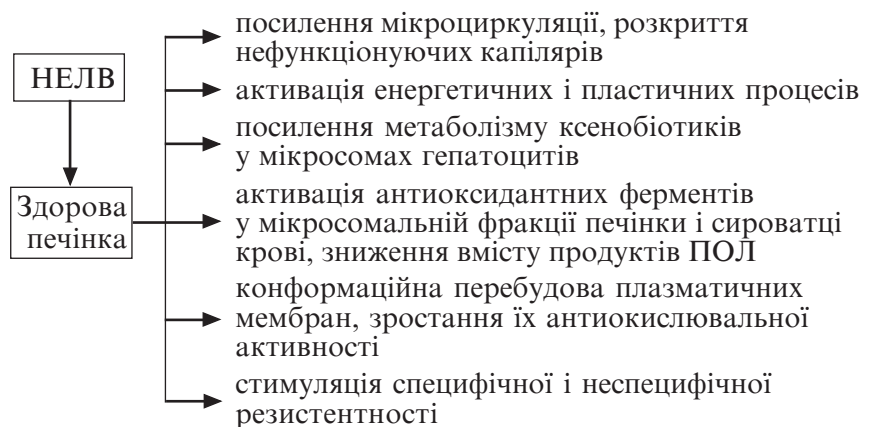 посилення мікроциркуляції, розкриття
нефункціонуючих капілярів
НЕЛВ
активація енергетичних і пластичних процесів
посилення метаболізму ксенобіотиків
у мікросомах гепатоцитів
Здорова
печінка
активація антиоксидантних ферментів
у мікросомальній фракції печінки і сироватці
крові, зниження вмісту продуктів ПОЛ
конформаційна перебудова плазматичних
мембран, зростання їх антиокислювальної
активності
стимуляція специфічної і неспецифічної
резистентності